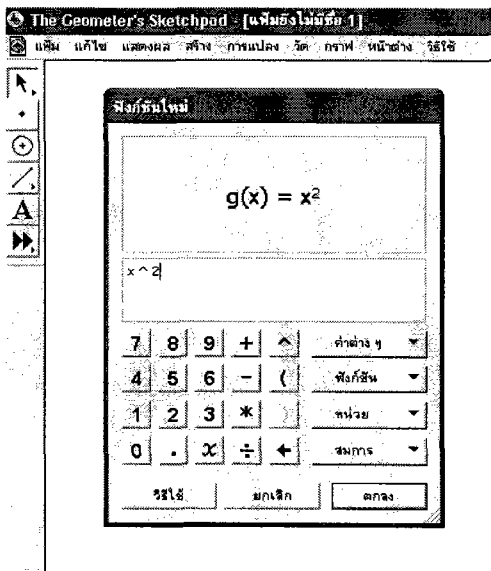 The Geometer's Sketchpad - [แฟ้มยังไม่มีชื่อ 1]
แฟ้ม แก้ไข แสดงผล สร้าง การแปลง วัด กราฟ หน้าต่าง วิธีใช้
A
ฟังก์ชันใหม่
g(x) = x²
x ^ 2
7 8 9 + ^ ค่าต่าง ๆ
4 5 6 - ( ฟังก์ชัน
1 2 3 * ) หน่วย
0 . x ÷ ← สมการ
วิธีใช้ ยกเลิก ตกลง